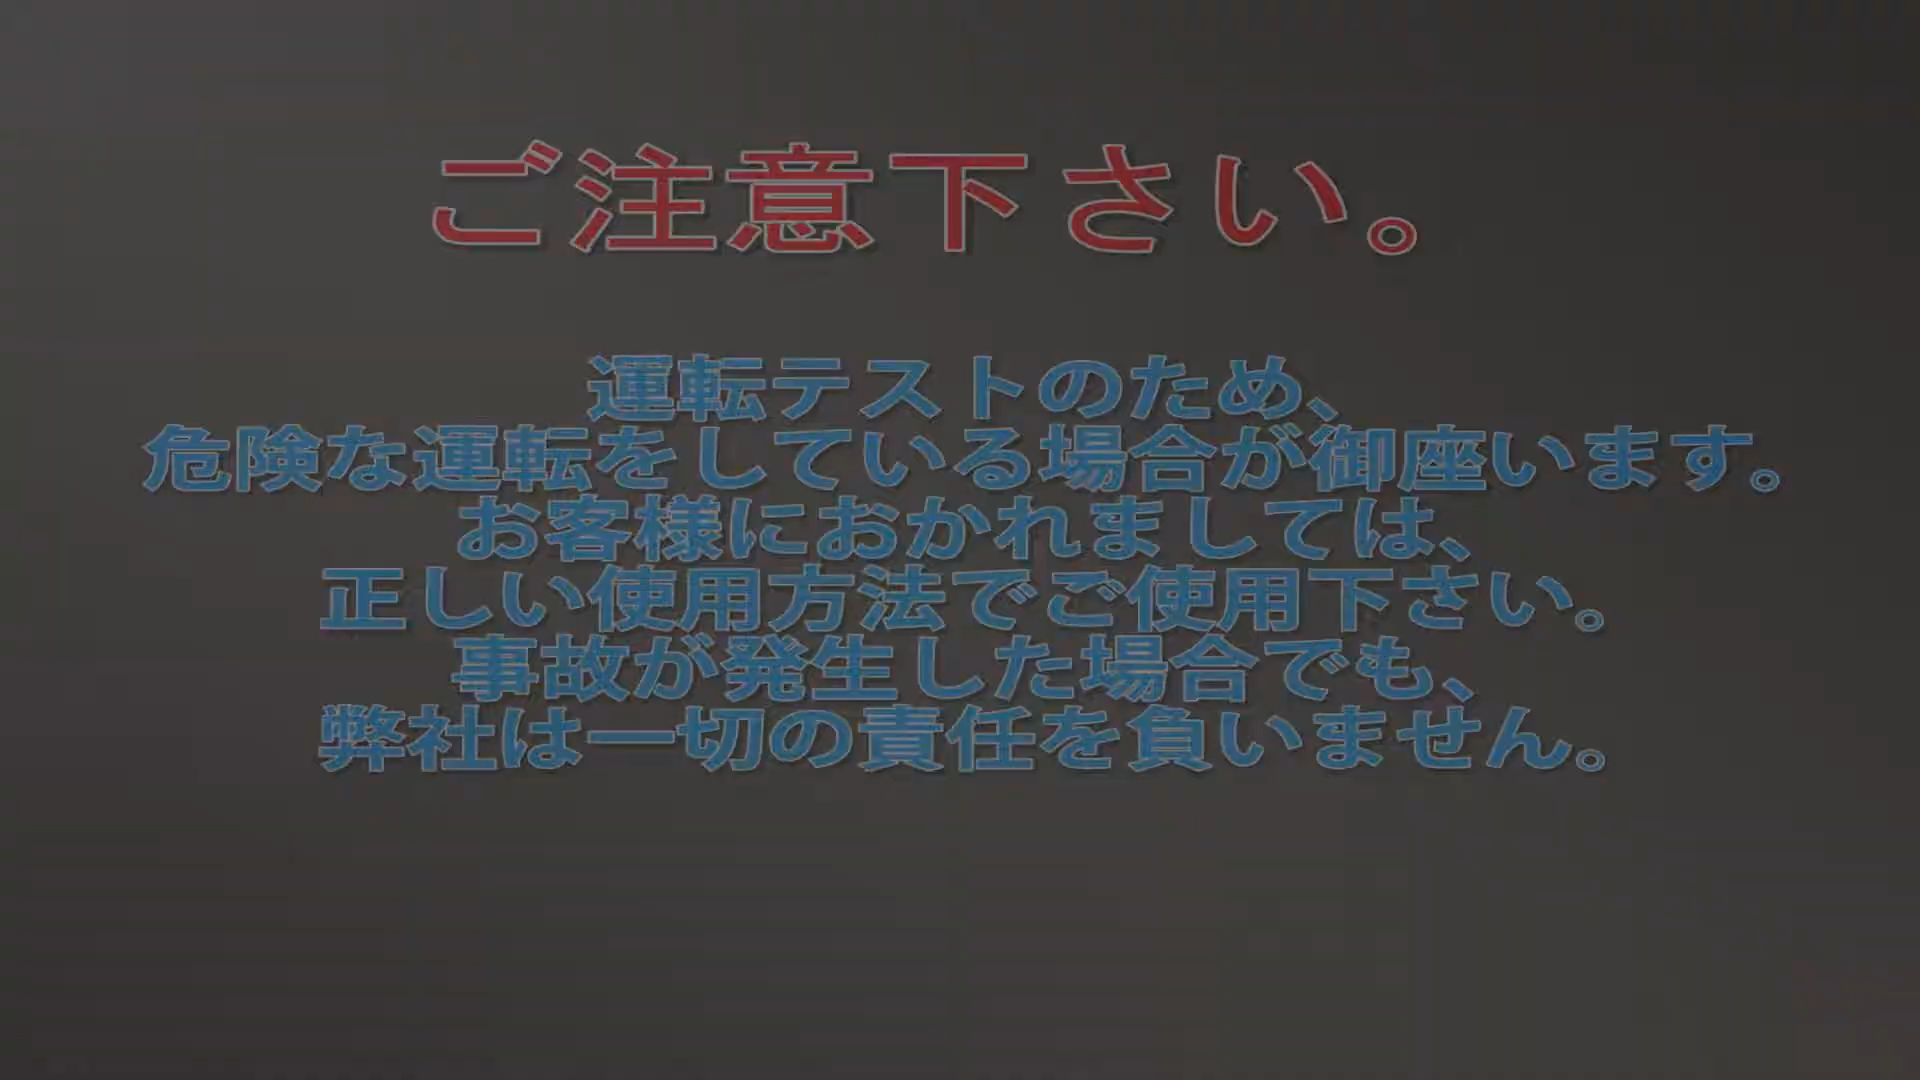 ご注意下さい。
運転テストのため、
危険な運転をしている場合が御座います。
お客様におかれましては、
正しい使用方法でご使用下さい。
事故が発生した場合でも、
弊社は一切の責任を負いません。